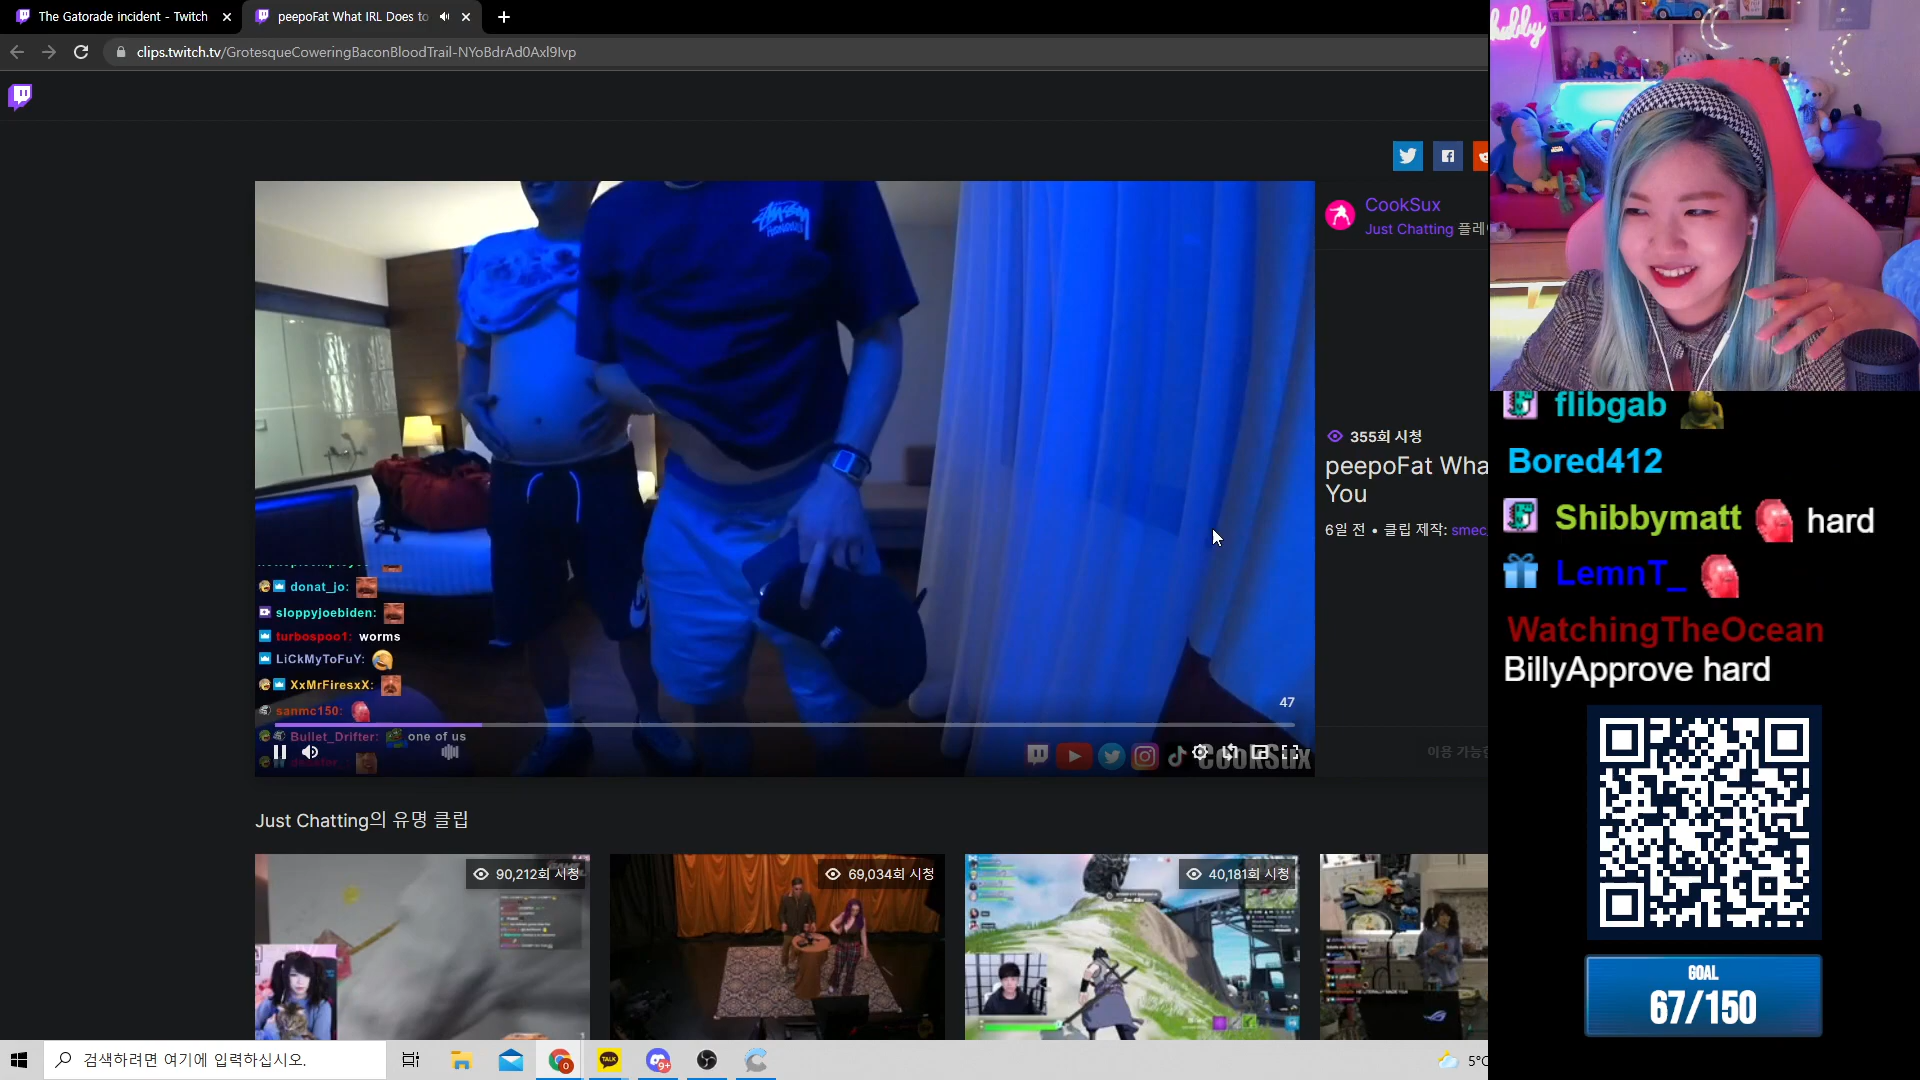 The Gatorade incident - Twitch
peepoFat What IRL Does to
clips.twitch.tv/GrotesqueCoweringBaconBloodTrail-NYoBdrAd0Axl9Ivp
CookSux
Just Chatting 플레
355회 시청
peepoFat Wha
You
6일 전 • 클립 제작: smec
donat_jo:
sloppyjoebiden:
turbospoo1: worms
LiCkMyToFuY:
XxMrFiresxX:
sanmc150:
Bullet_Drifter: one of us
47
CookSux
이용 가능한
Just Chatting의 유명 클립
90,212회 시청
69,034회 시청
40,181회 시청
flibgab
Bored412
Shibbymatt hard
LemnT_
WatchingTheOcean
BillyApprove hard
GOAL
67/150
검색하려면 여기에 입력하십시오.
TALK
9+
5°C